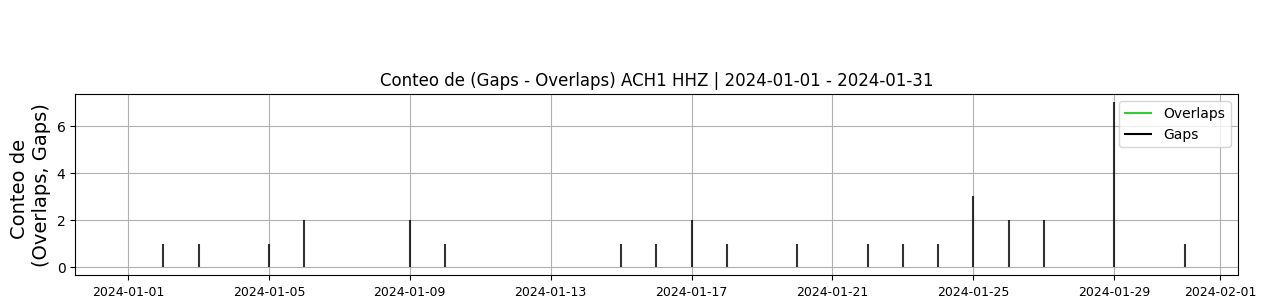 Conteo de (Gaps - Overlaps) ACH1 HHZ | 2024-01-01 - 2024-01-31
Conteo de
(Overlaps, Gaps)
6
4
2
0
Overlaps
Gaps
2024-01-01 2024-01-05 2024-01-09 2024-01-13 2024-01-17 2024-01-21 2024-01-25 2024-01-29 2024-02-01